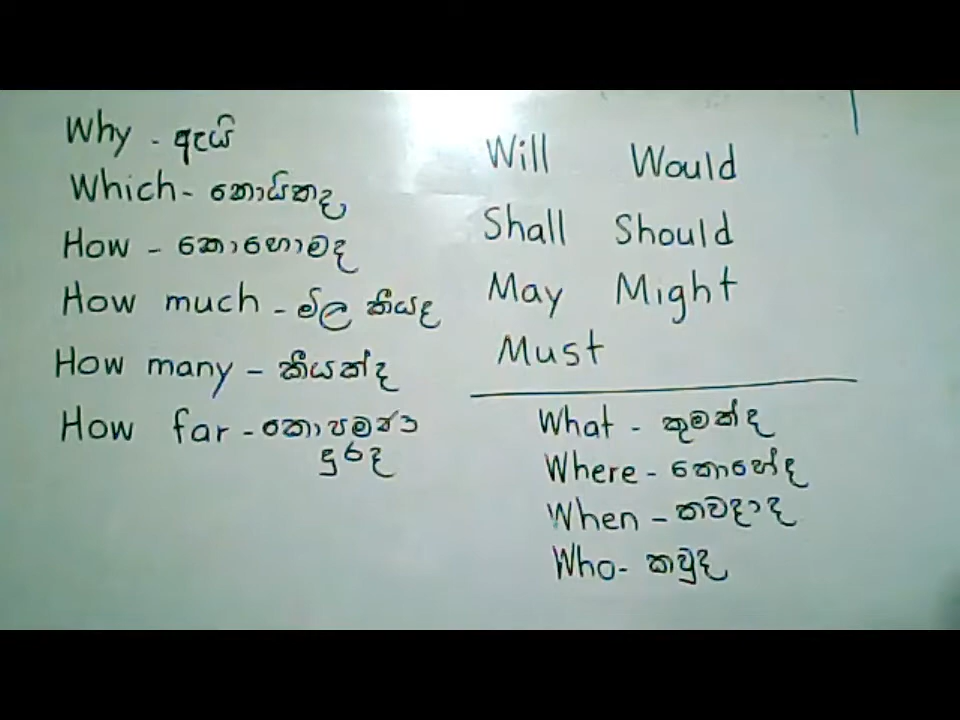 Why - ඇයි
Which - කොයිකද
How - කොහොමද
How much - මිල කීයද
How many - කීයක්ද
How far - කොපමණ
දුරද
Will Would
Shall Should
May Might
Must
What - කුමක්ද
Where - කොහේද
When - කවදාද
Who - කවුද